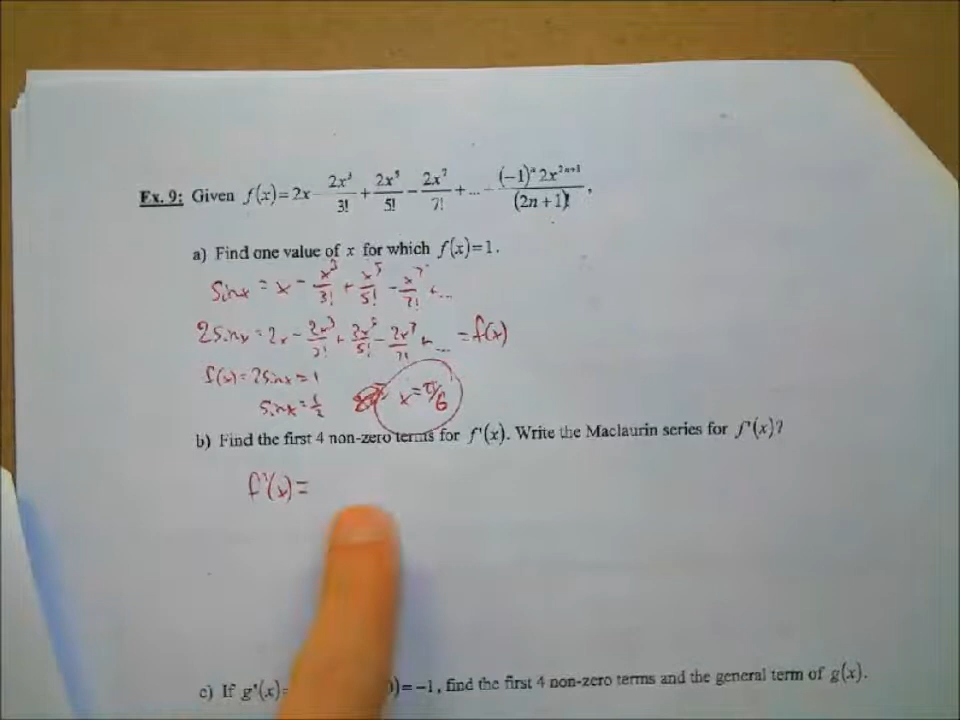 Ex. 9: Given f(x)=2x - 2x³/3! + 2x⁵/5! - 2x⁷/7! + ... - (-1)ⁿ2x²ⁿ⁺¹/(2n+1)!,
a) Find one value of x for which f(x)=1.
Sinx = x - x³/3! + x⁵/5! - x⁷/7! + ...
2Sinx = 2x - 2x³/3! + 2x⁵/5! - 2x⁷/7! + ... = f(x)
f(x) = 2Sinx = 1
Sinx = 1/2 x = π/6
b) Find the first 4 non-zero terms for f'(x). Write the Maclaurin series for f'(x)?
f'(x) =
c) If g'(x)= )=-1, find the first 4 non-zero terms and the general term of g(x).